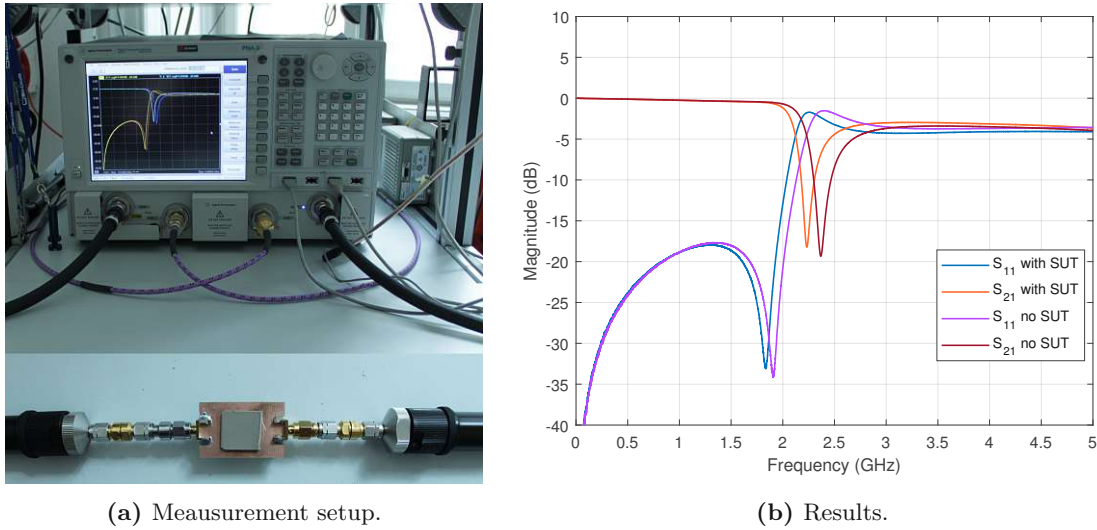 PNA-X
10
5
0
-5
-10
-15
-20
-25
-30
-35
-40
Magnitude (dB)
S11 with SUT
S21 with SUT
S11 no SUT
S21 no SUT
0 0.5 1 1.5 2 2.5 3 3.5 4 4.5 5
Frequency (GHz)
(a) Meausurement setup.
(b) Results.